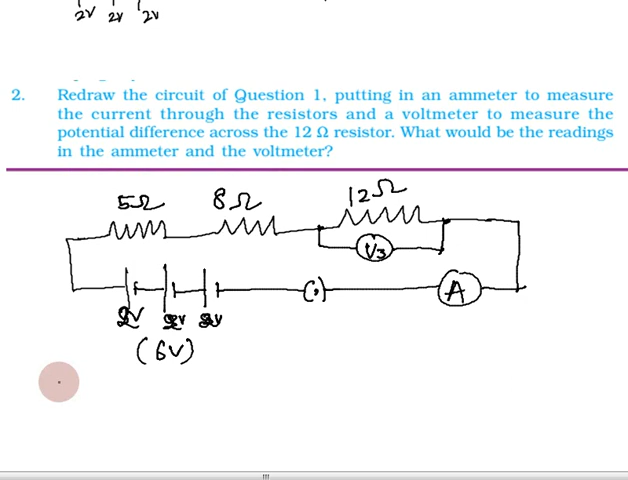 2V 2V 2V
2. Redraw the circuit of Question 1, putting in an ammeter to measure
the current through the resistors and a voltmeter to measure the
potential difference across the 12 Ω resistor. What would be the readings
in the ammeter and the voltmeter?
5Ω 8Ω 12Ω
V3
A
2V 2V 2V
(6V)